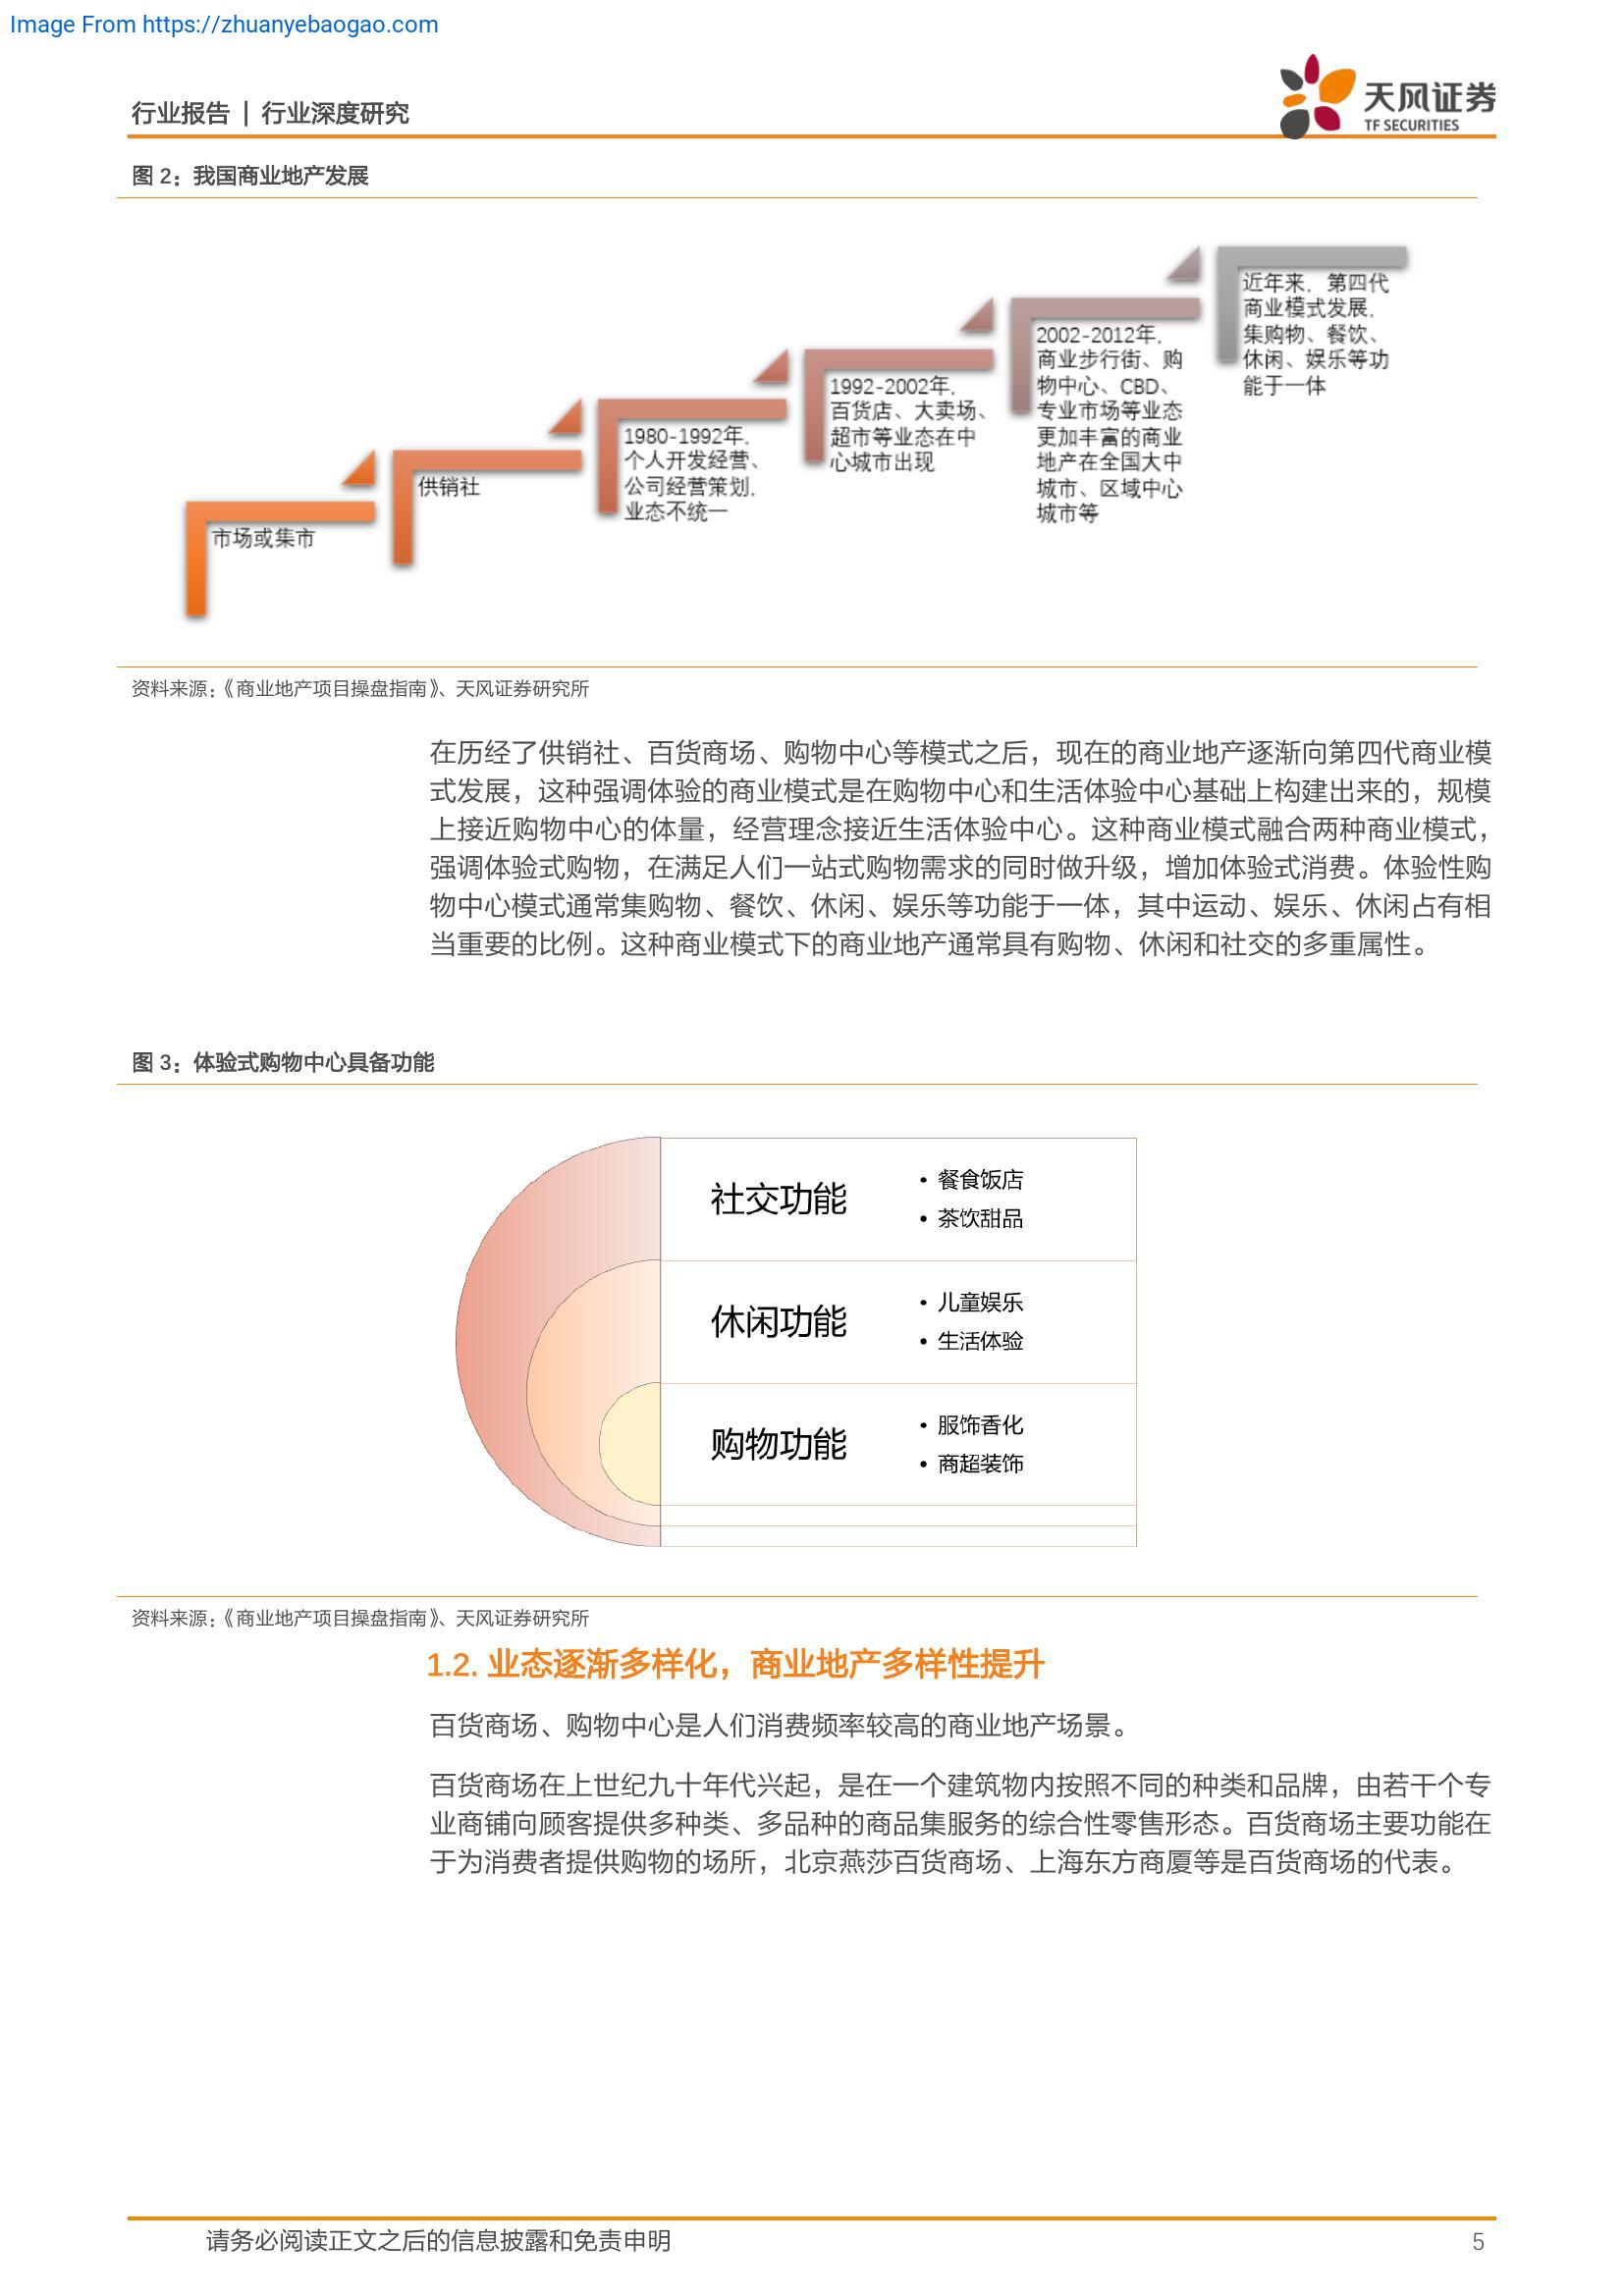 Image From https://zhuanyebaogao.com
行业报告 | 行业深度研究
天风证券
TF SECURITIES
图 2：我国商业地产发展
市场或集市
供销社
1980-1992年,
个人开发经营、
公司经营策划,
业态不统一
1992-2002年,
百货店、大卖场、
超市等业态在中
心城市出现
2002-2012年,
商业步行街、购
物中心、CBD、
专业市场等业态
更加丰富的商业
地产在全国大中
城市、区域中心
城市等
近年来, 第四代
商业模式发展,
集购物、餐饮、
休闲、娱乐等功
能于一体
资料来源：《商业地产项目操盘指南》、天风证券研究所
在历经了供销社、百货商场、购物中心等模式之后，现在的商业地产逐渐向第四代商业模
式发展，这种强调体验的商业模式是在购物中心和生活体验中心基础上构建出来的，规模
上接近购物中心的体量，经营理念接近生活体验中心。这种商业模式融合两种商业模式，
强调体验式购物，在满足人们一站式购物需求的同时做升级，增加体验式消费。体验性购
物中心模式通常集购物、餐饮、休闲、娱乐等功能于一体，其中运动、娱乐、休闲占有相
当重要的比例。这种商业模式下的商业地产通常具有购物、休闲和社交的多重属性。
图 3：体验式购物中心具备功能
社交功能
• 餐食饭店
• 茶饮甜品
休闲功能
• 儿童娱乐
• 生活体验
购物功能
• 服饰香化
• 商超装饰
资料来源：《商业地产项目操盘指南》、天风证券研究所
1.2. 业态逐渐多样化，商业地产多样性提升
百货商场、购物中心是人们消费频率较高的商业地产场景。
百货商场在上世纪九十年代兴起，是在一个建筑物内按照不同的种类和品牌，由若干个专
业商铺向顾客提供多种类、多品种的商品集服务的综合性零售形态。百货商场主要功能在
于为消费者提供购物的场所，北京燕莎百货商场、上海东方商厦等是百货商场的代表。
请务必阅读正文之后的信息披露和免责申明
5